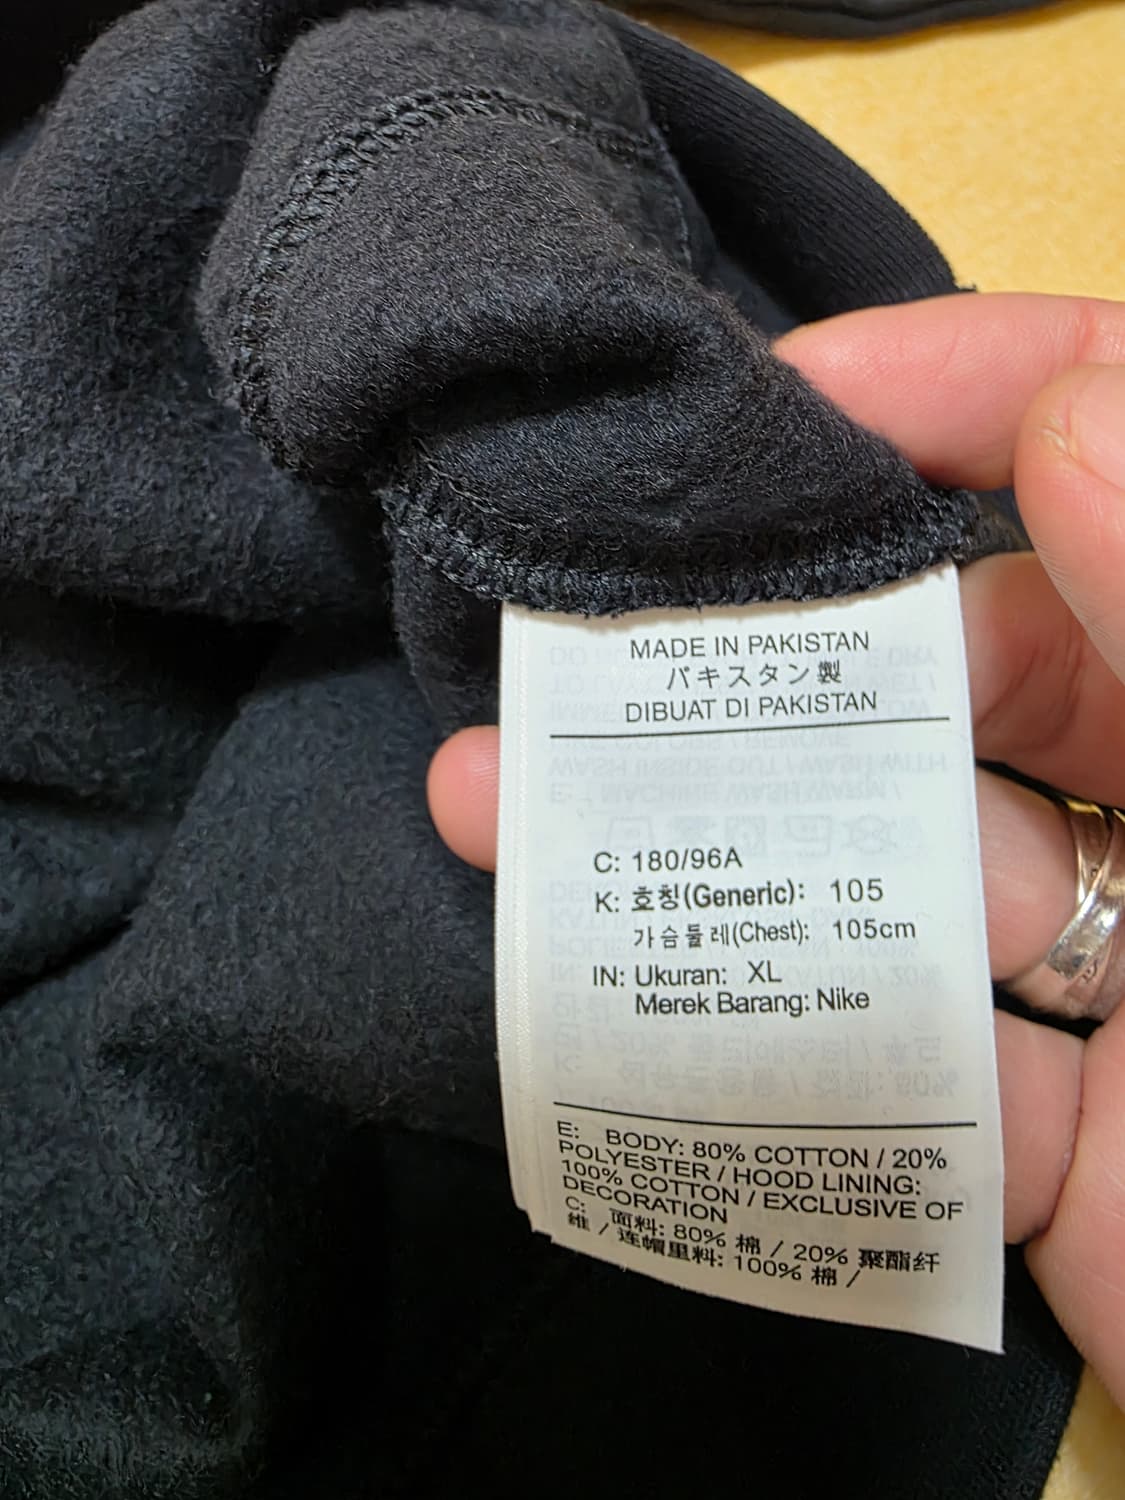 MADE IN PAKISTAN
パキスタン製
DIBUAT DI PAKISTAN
C: 180/96A
K: 호칭(Generic): 105
가슴둘레(Chest): 105cm
IN: Ukuran: XL
Merek Barang: Nike
E: BODY: 80% COTTON / 20%
POLYESTER / HOOD LINING:
100% COTTON / EXCLUSIVE OF
DECORATION
C: 面料: 80% 棉 / 20% 聚酯纤
维 / 连帽里料: 100% 棉 /